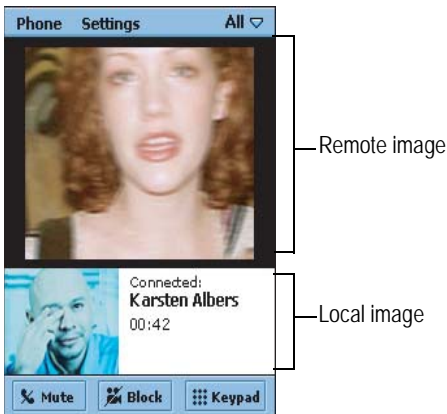 Phone Settings All
Remote image
Connected:
Karsten Albers
00:42
Local image
Mute Block Keypad